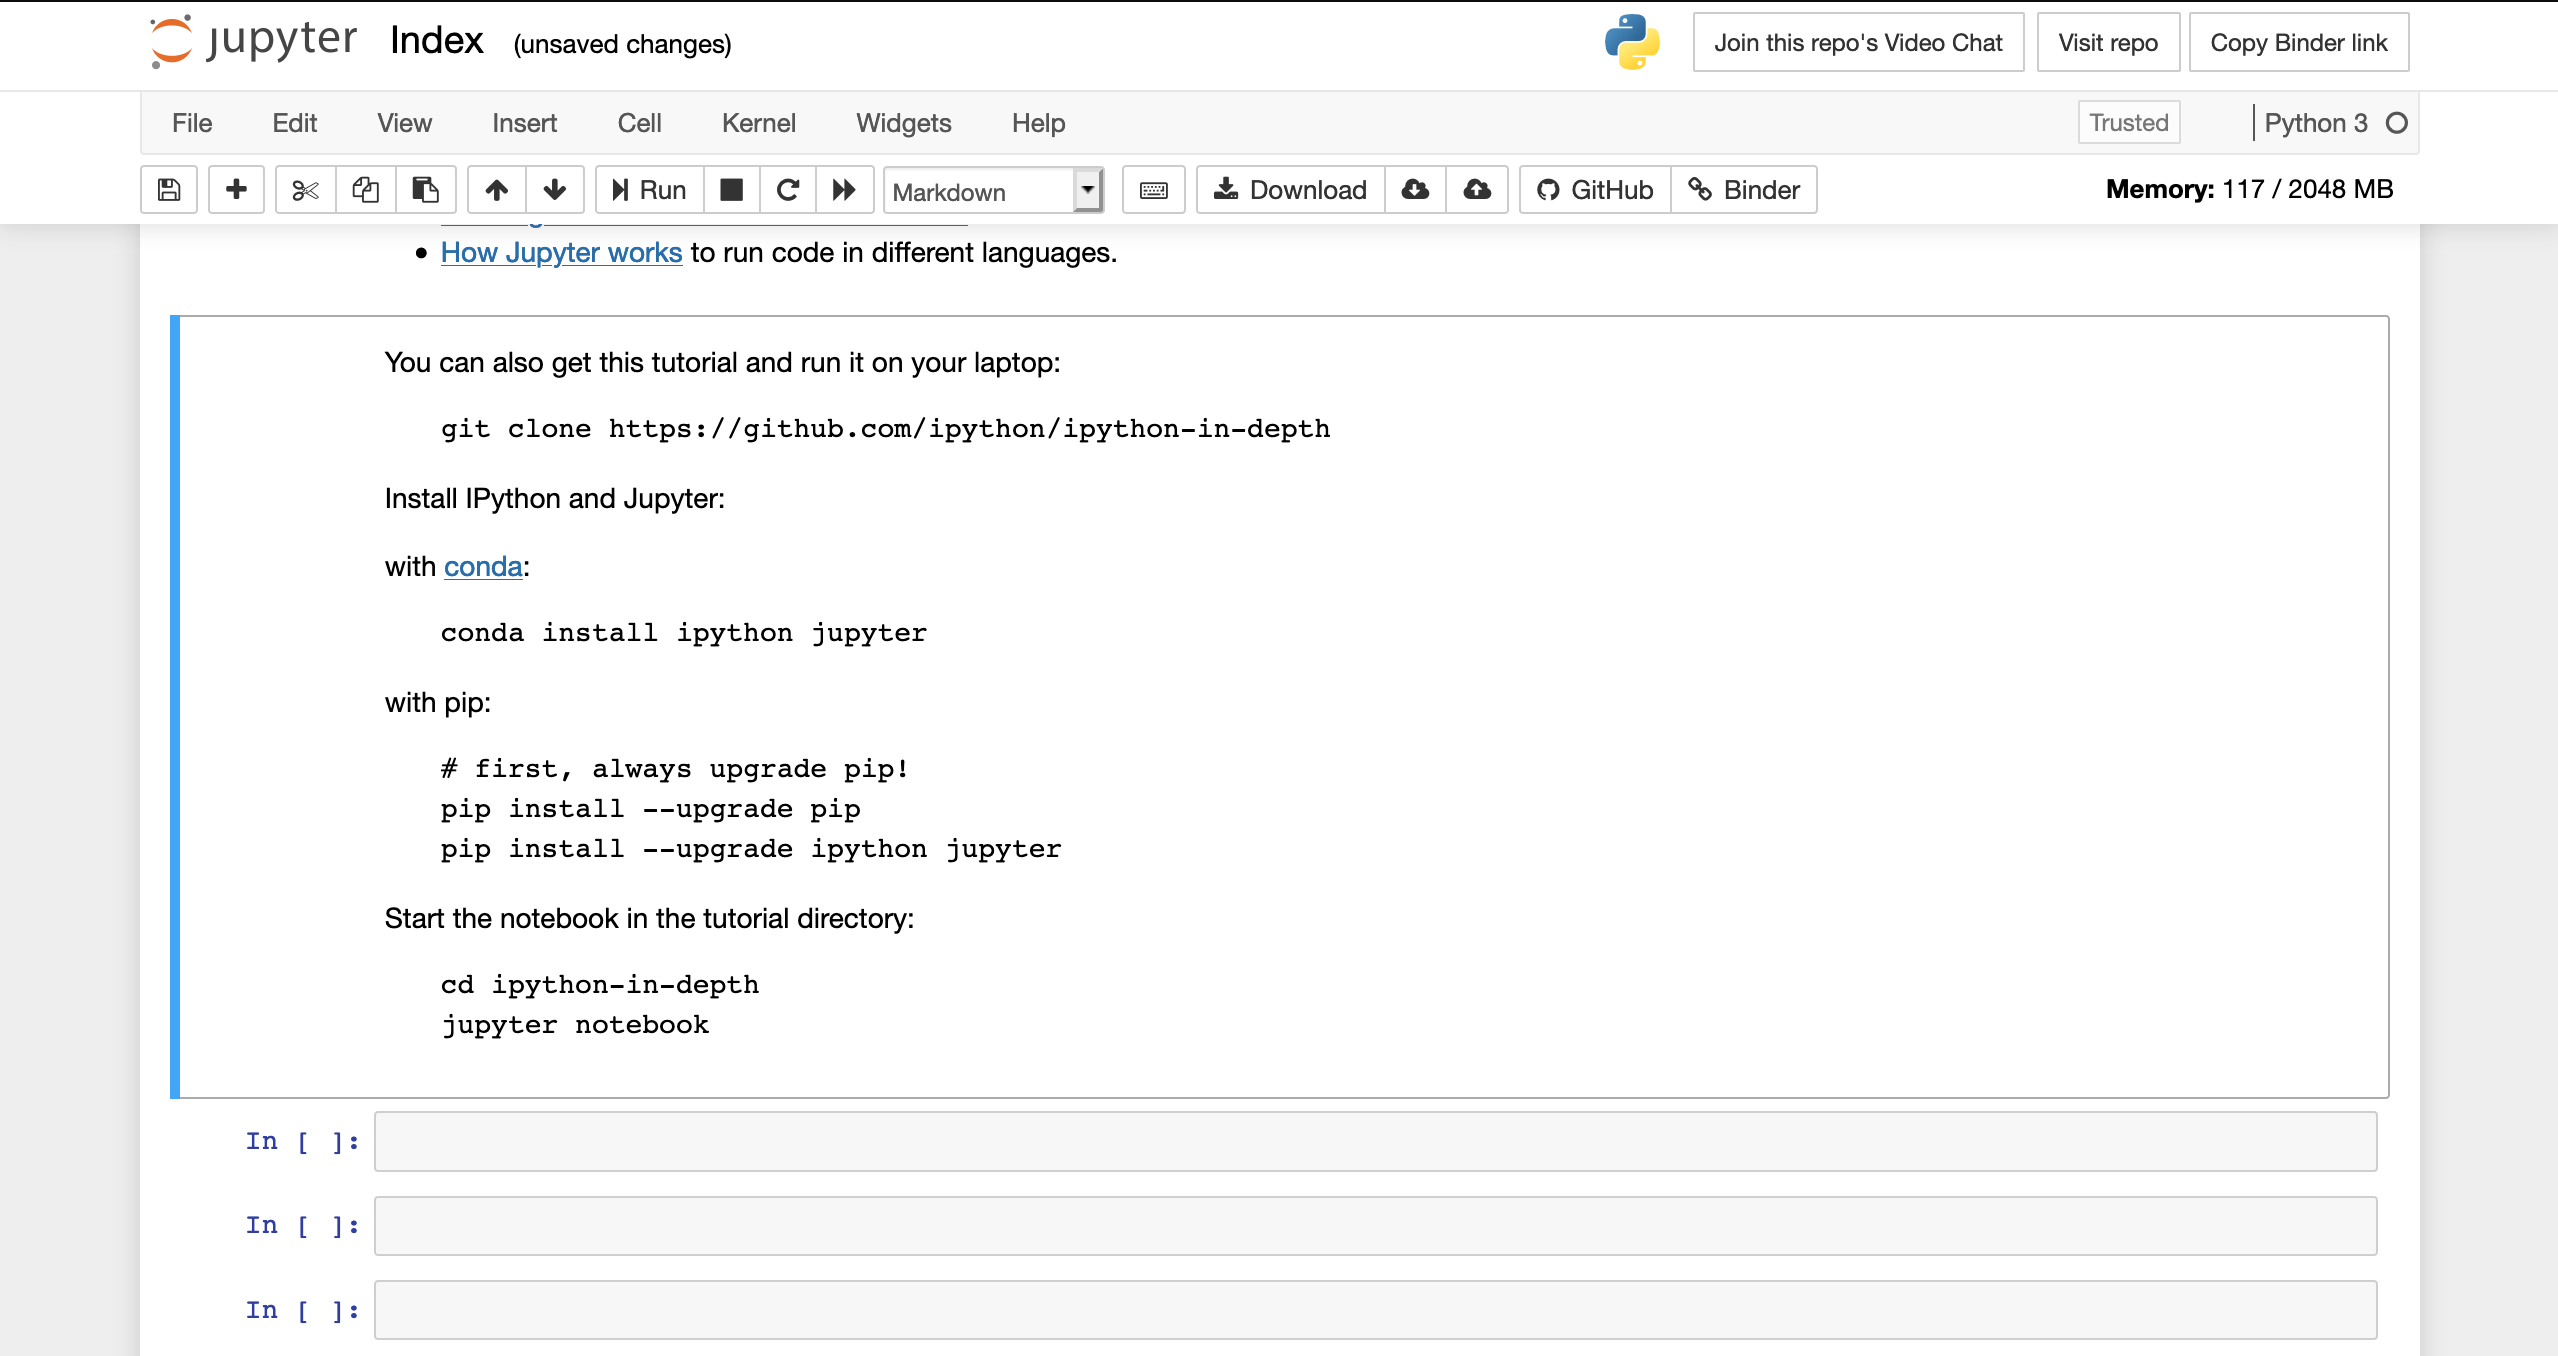 jupyter Index (unsaved changes) Join this repo's Video Chat Visit repo Copy Binder link
File Edit View Insert Cell Kernel Widgets Help Trusted Python 3
Run Markdown Download GitHub Binder Memory: 117 / 2048 MB
How Jupyter works to run code in different languages.
You can also get this tutorial and run it on your laptop:
git clone https://github.com/ipython/ipython-in-depth
Install IPython and Jupyter:
with conda:
conda install ipython jupyter
with pip:
# first, always upgrade pip!
pip install --upgrade pip
pip install --upgrade ipython jupyter
Start the notebook in the tutorial directory:
cd ipython-in-depth
jupyter notebook
In [ ]:
In [ ]:
In [ ]: